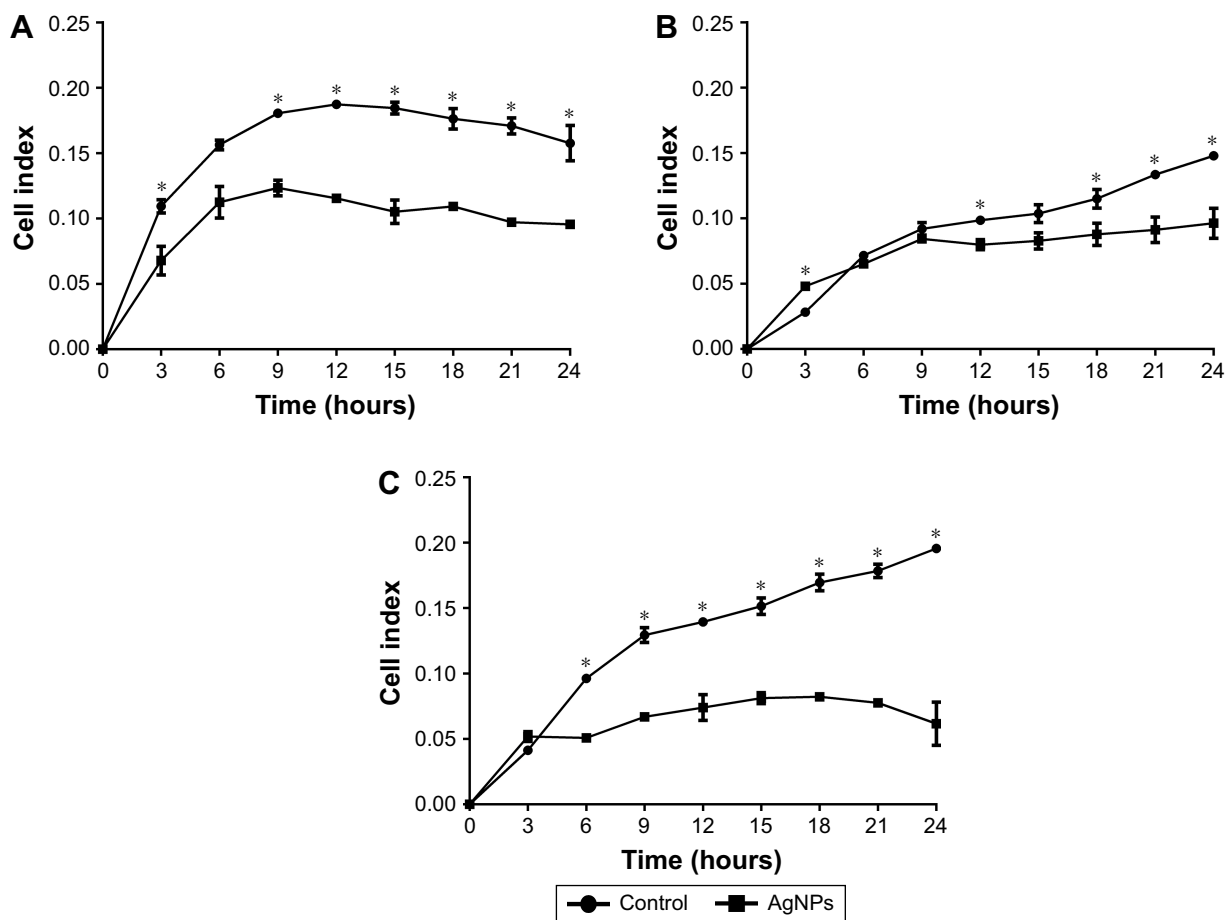 A
Cell index
0.25
0.20
0.15
0.10
0.05
0.00
* * * * * * *
0 3 6 9 12 15 18 21 24
Time (hours)
B
Cell index
0.25
0.20
0.15
0.10
0.05
0.00
* * * * *
0 3 6 9 12 15 18 21 24
Time (hours)
C
Cell index
0.25
0.20
0.15
0.10
0.05
0.00
* * * * * * *
0 3 6 9 12 15 18 21 24
Time (hours)
Control AgNPs